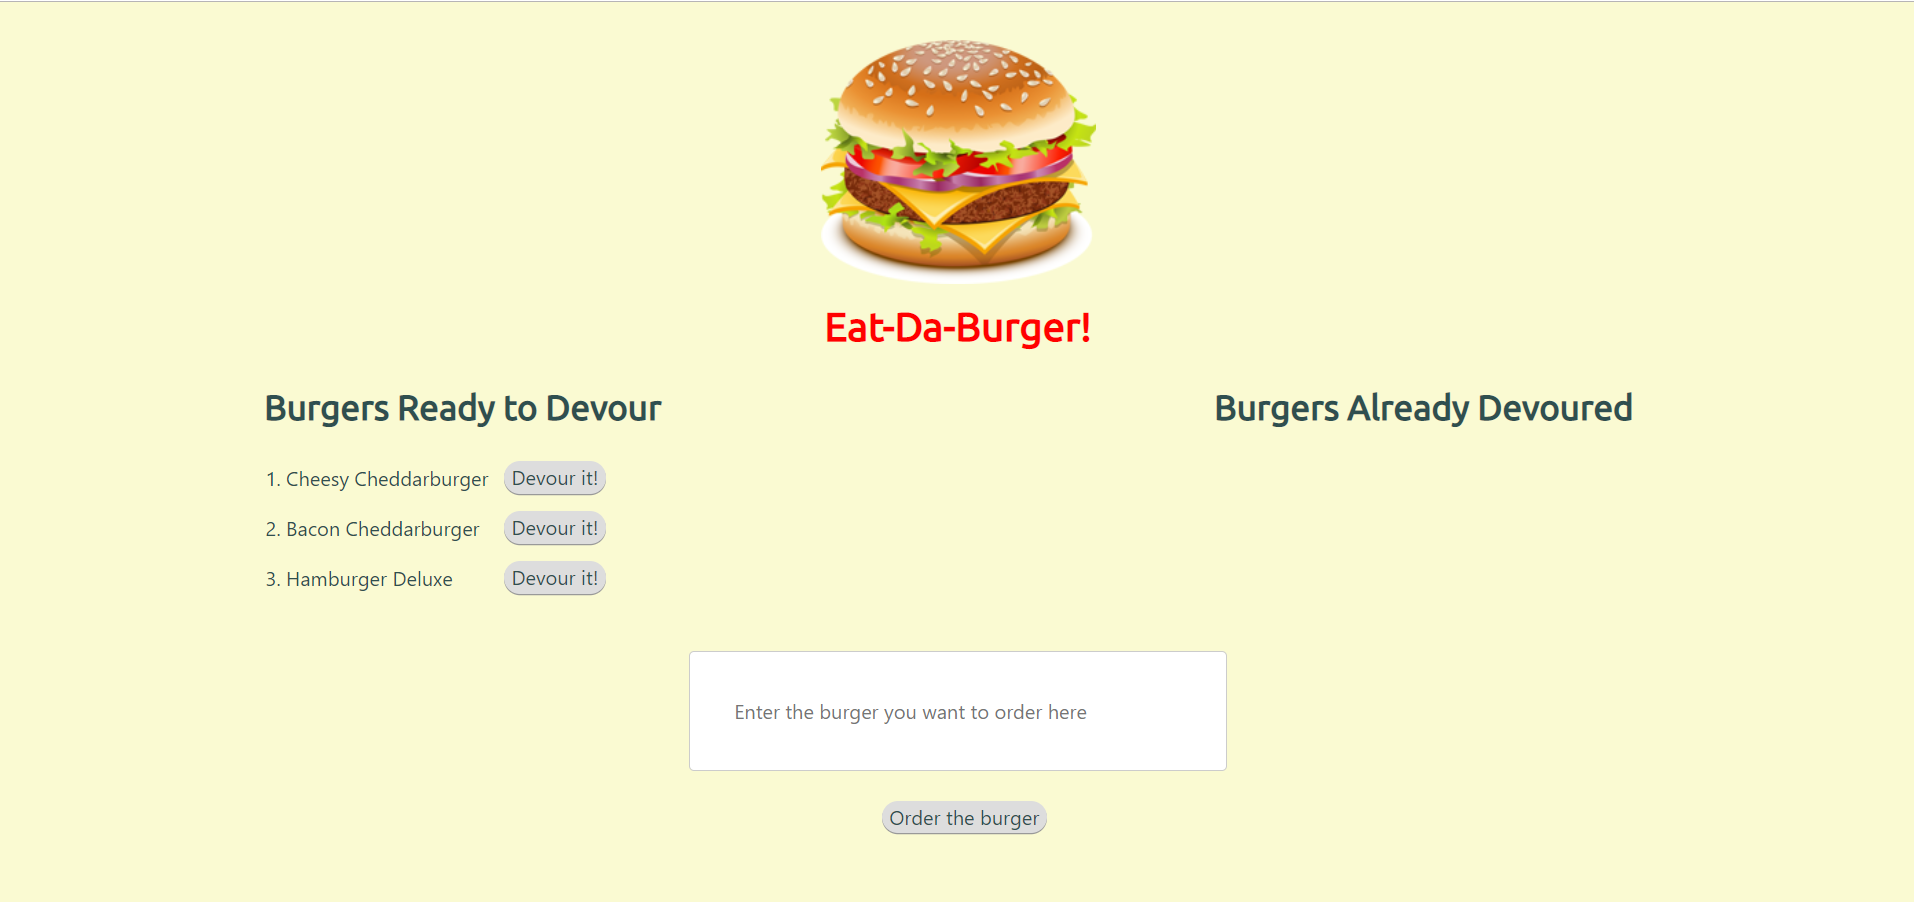 Eat-Da-Burger!
Burgers Ready to Devour
1. Cheesy Cheddarburger Devour it!
2. Bacon Cheddarburger Devour it!
3. Hamburger Deluxe Devour it!
Burgers Already Devoured
Enter the burger you want to order here
Order the burger